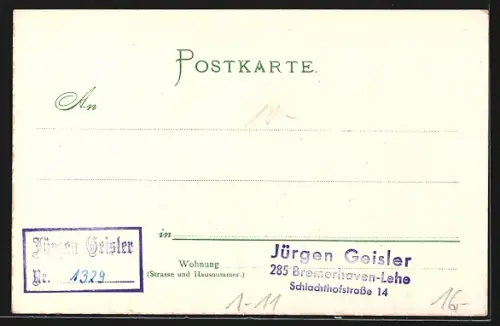 POSTKARTE.
An
10-
in
Wohnung
(Strasse und Hausnummer.)
Jürgen Geisler
Nr. 1329
Jürgen Geisler
285 Bremerhaven-Lehe
Schlachthofstraße 14
1-11
16-